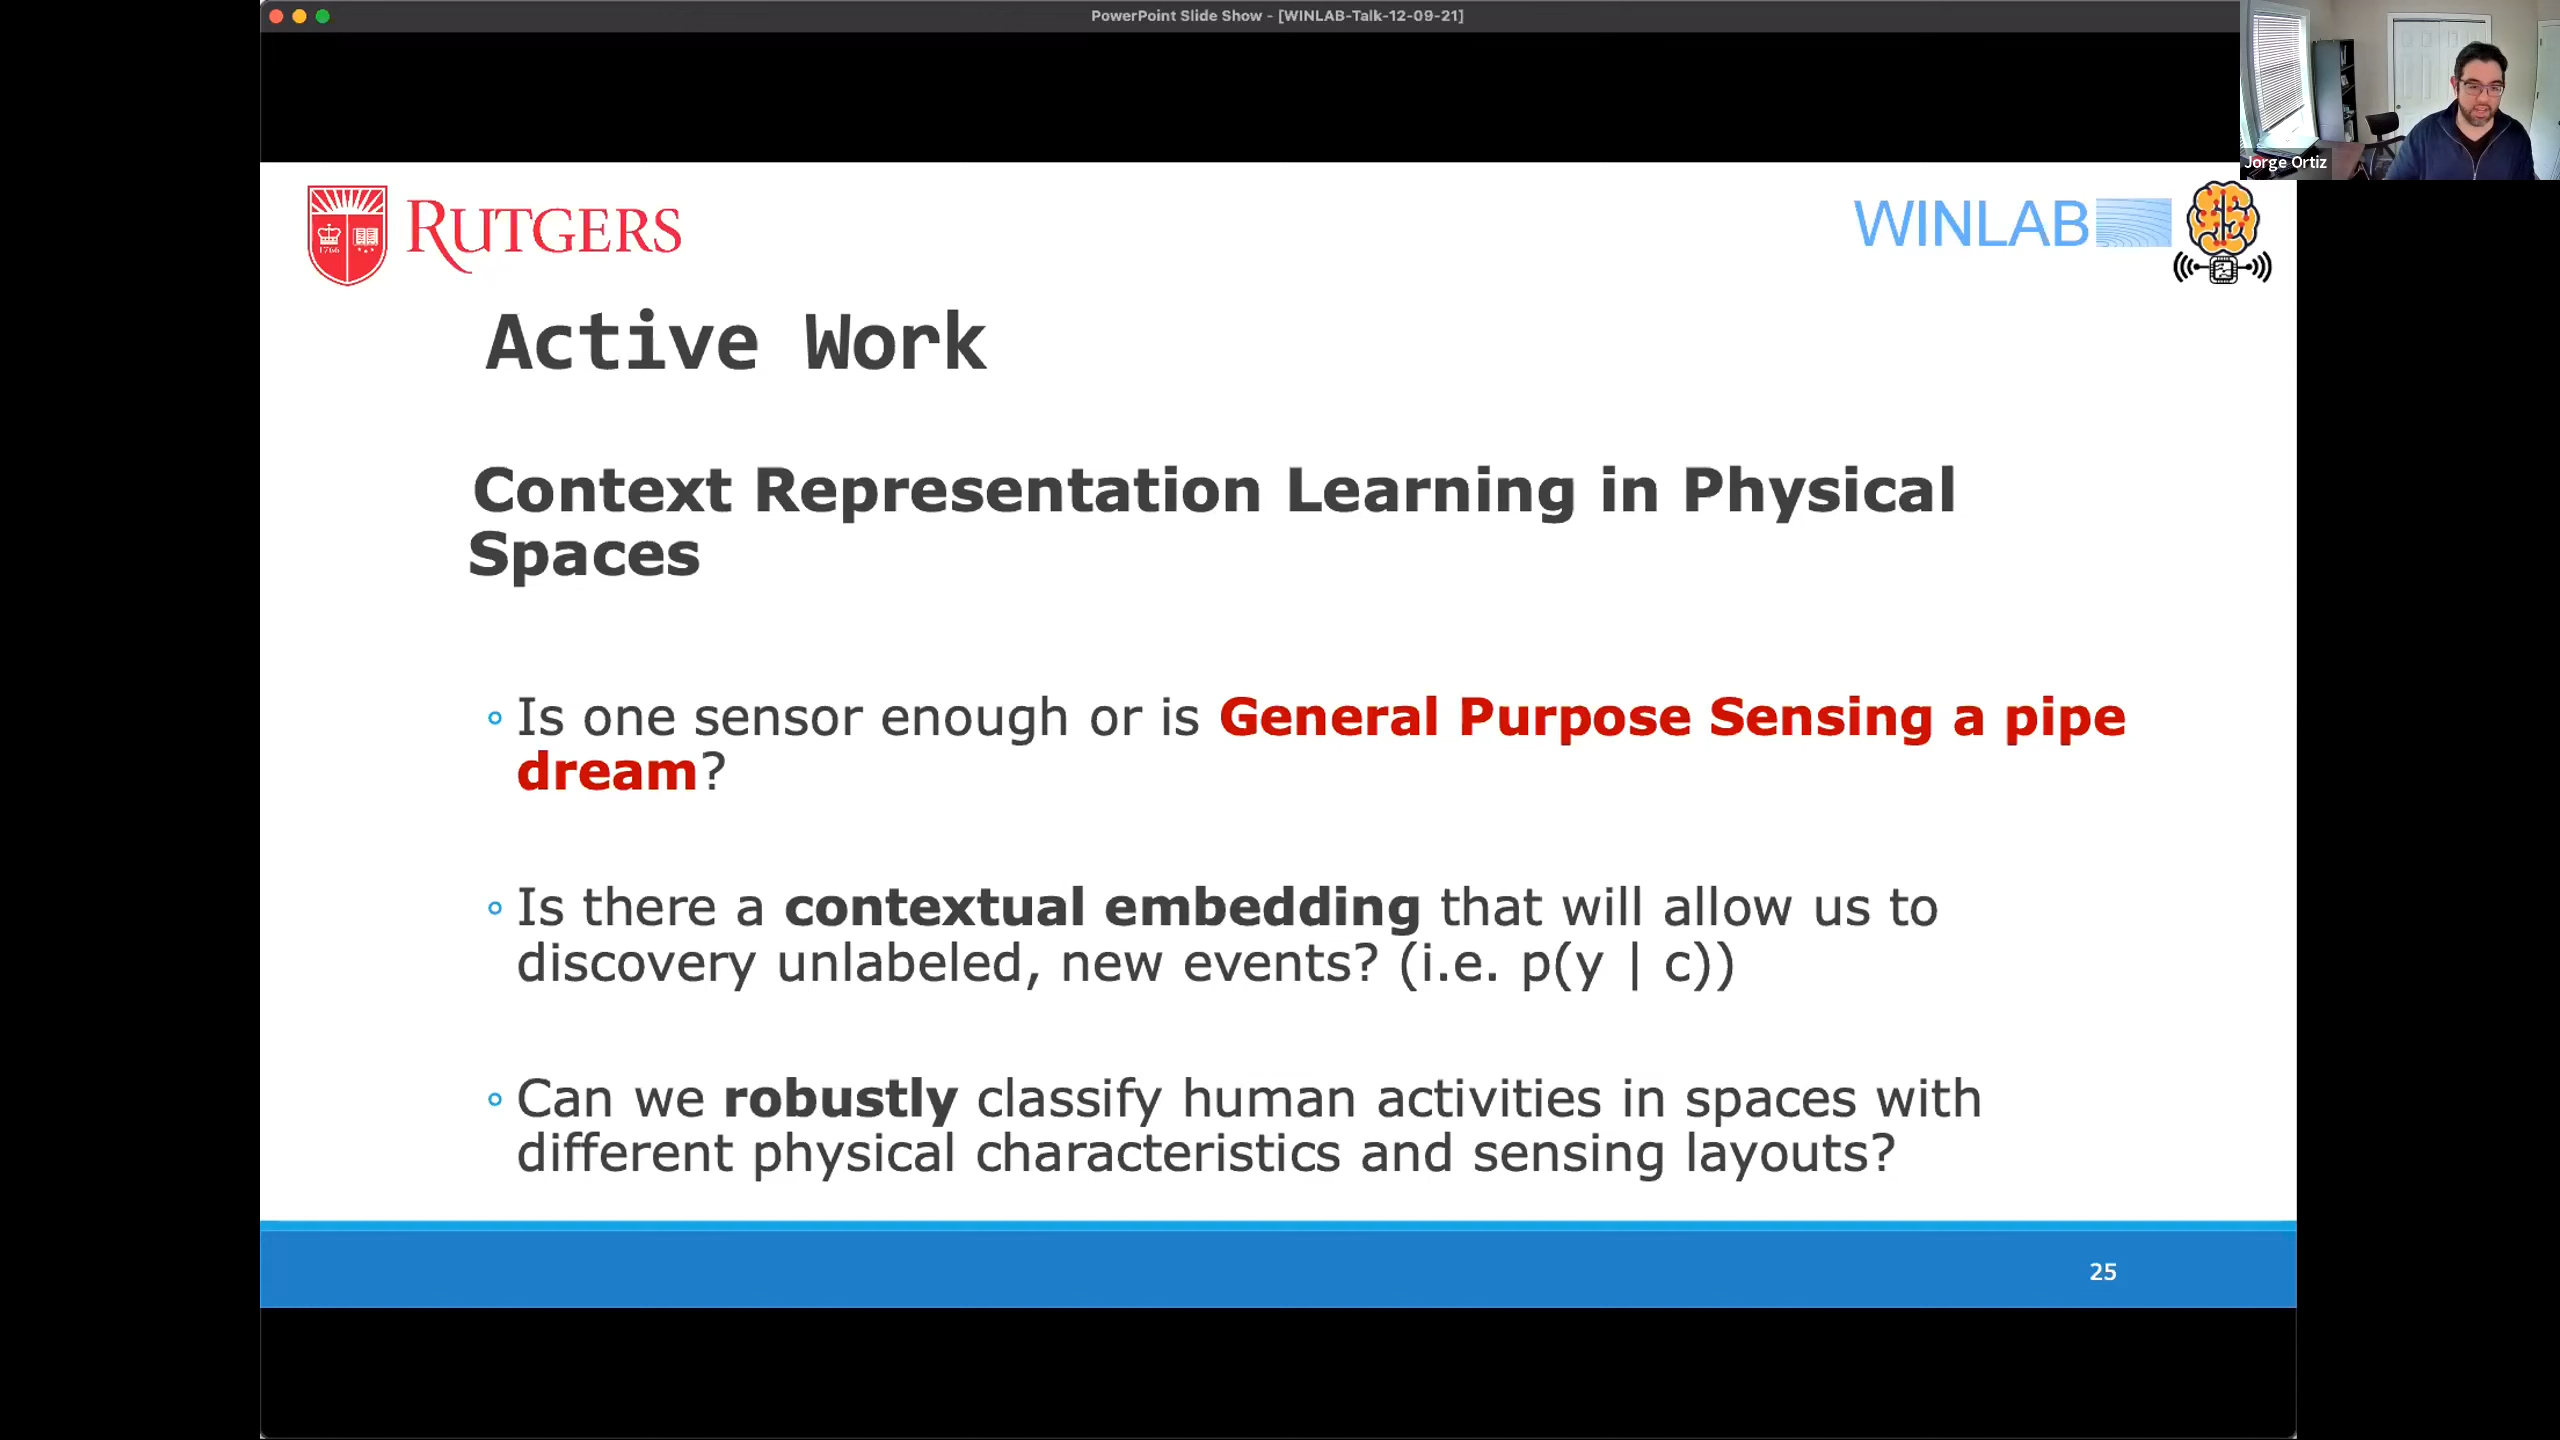 PowerPoint Slide Show - [WINLAB-Talk-12-09-21]
Jorge Ortiz
1766
RUTGERS
WINLAB
Active Work
Context Representation Learning in Physical
Spaces
Is one sensor enough or is General Purpose Sensing a pipe
dream?
Is there a contextual embedding that will allow us to
discovery unlabeled, new events? (i.e. p(y | c))
Can we robustly classify human activities in spaces with
different physical characteristics and sensing layouts?
25